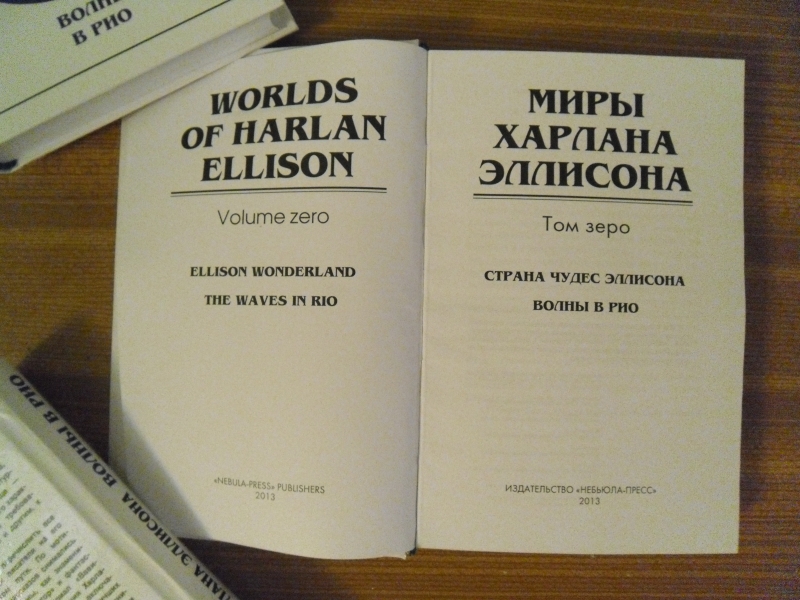 ВОЛНЫ
В РИО
WORLDS
OF HARLAN
ELLISON
Volume zero
ELLISON WONDERLAND
THE WAVES IN RIO
«NEBULA-PRESS» PUBLISHERS
2013
МИРЫ
ХАРЛАНА
ЭЛЛИСОНА
Том зеро
СТРАНА ЧУДЕС ЭЛЛИСОНА
ВОЛНЫ В РИО
ИЗДАТЕЛЬСТВО «НЕБЬЮЛА-ПРЕСС»
2013
ЭЛЛИСОНА ВОЛНЫ В РИО